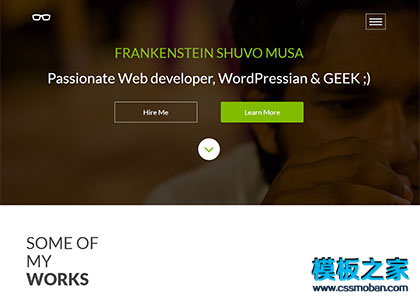 FRANKENSTEIN SHUVO MUSA
Passionate Web developer, WordPressian & GEEK ;)
Hire Me
Learn More
SOME OF
MY
WORKS
模板之家
www.cssmoban.com